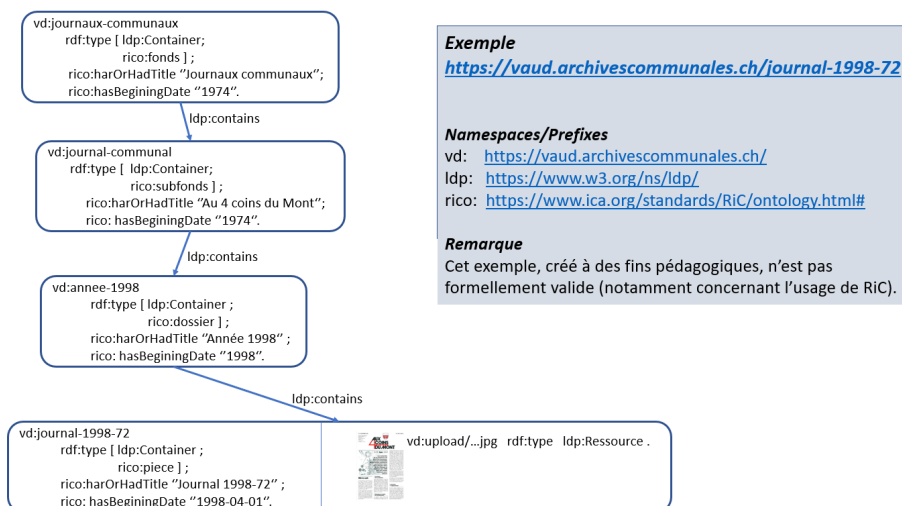 vd:journaux-communaux
rdf:type [ ldp:Container;
rico:fonds ] ;
rico:harOrHadTitle ‘’Journaux communaux’’;
rico:hasBeginingDate ‘’1974’’.
ldp:contains
vd:journal-communal
rdf:type [ ldp:Container;
rico:subfonds ] ;
rico:harOrHadTitle ‘’Au 4 coins du Mont’’;
rico: hasBeginingDate ‘’1974’’.
ldp:contains
vd:annee-1998
rdf:type [ ldp:Container ;
rico:dossier ] ;
rico:harOrHadTitle ‘’Année 1998’’ ;
rico: hasBeginingDate ‘’1998’’.
ldp:contains
vd:journal-1998-72
rdf:type [ ldp:Container ;
rico:piece ] ;
rico:harOrHadTitle ‘’Journal 1998-72’’ ;
rico: hasBeginingDate ‘’1998-04-01’’.
vd:upload/...jpg rdf:type ldp:Ressource .
Exemple
https://vaud.archivescommunales.ch/journal-1998-72
Namespaces/Prefixes
vd: https://vaud.archivescommunales.ch/
ldp: https://www.w3.org/ns/ldp/
rico: https://www.ica.org/standards/RiC/ontology.html#
Remarque
Cet exemple, créé à des fins pédagogiques, n’est pas
formellement valide (notamment concernant l’usage de RiC).